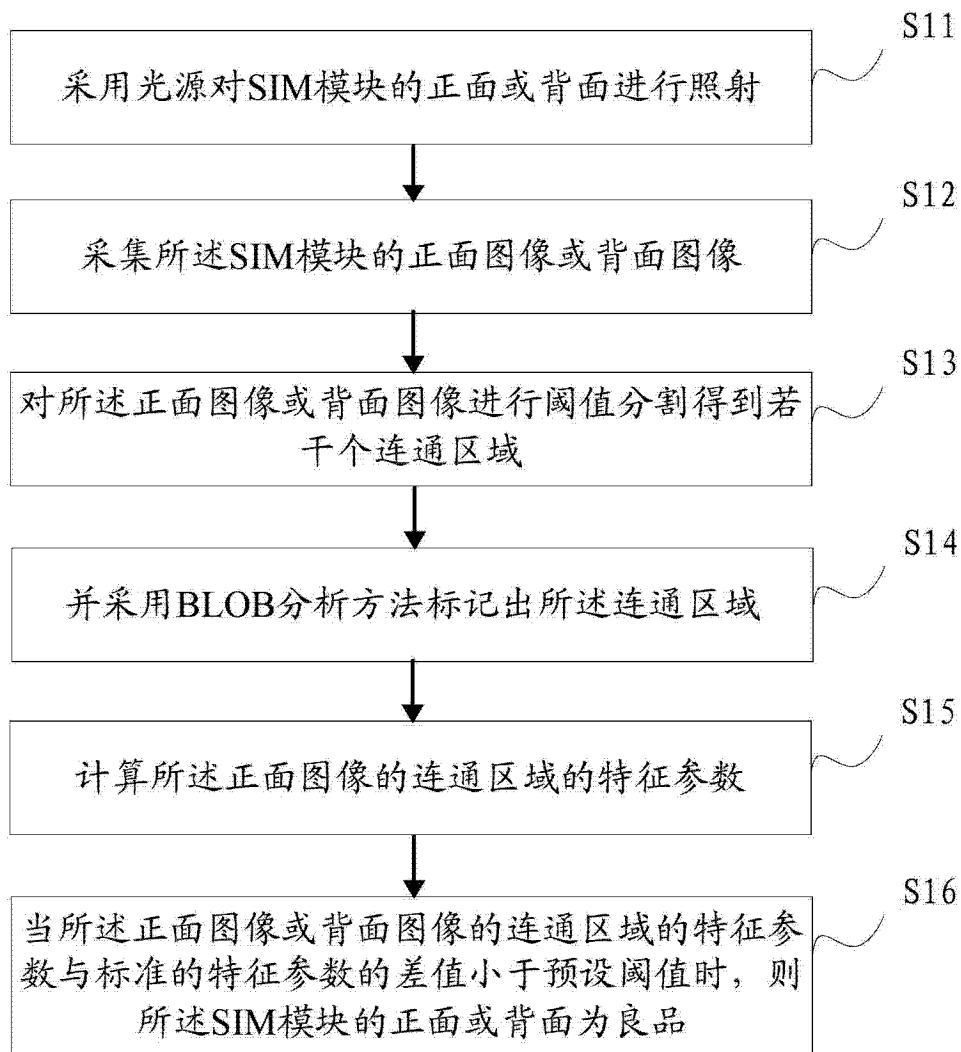 S11
采用光源对SIM模块的正面或背面进行照射
S12
采集所述SIM模块的正面图像或背面图像
S13
对所述正面图像或背面图像进行阈值分割得到若
干个连通区域
S14
并采用BLOB分析方法标记出所述连通区域
S15
计算所述正面图像的连通区域的特征参数
S16
当所述正面图像或背面图像的连通区域的特征参
数与标准的特征参数的差值小于预设阈值时，则
所述SIM模块的正面或背面为良品